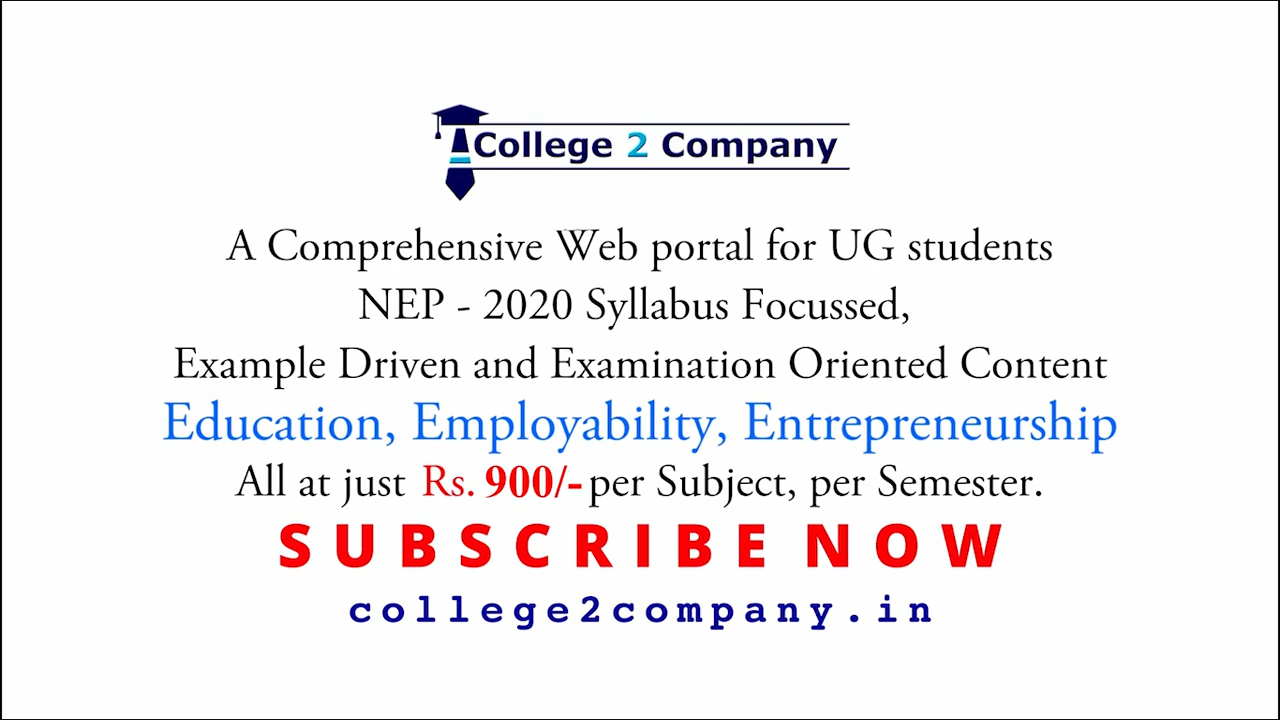 College 2 Company
A Comprehensive Web portal for UG students
NEP - 2020 Syllabus Focussed,
Example Driven and Examination Oriented Content
Education, Employability, Entrepreneurship
All at just Rs. 900/- per Subject, per Semester.
SUBSCRIBE NOW
college2company.in